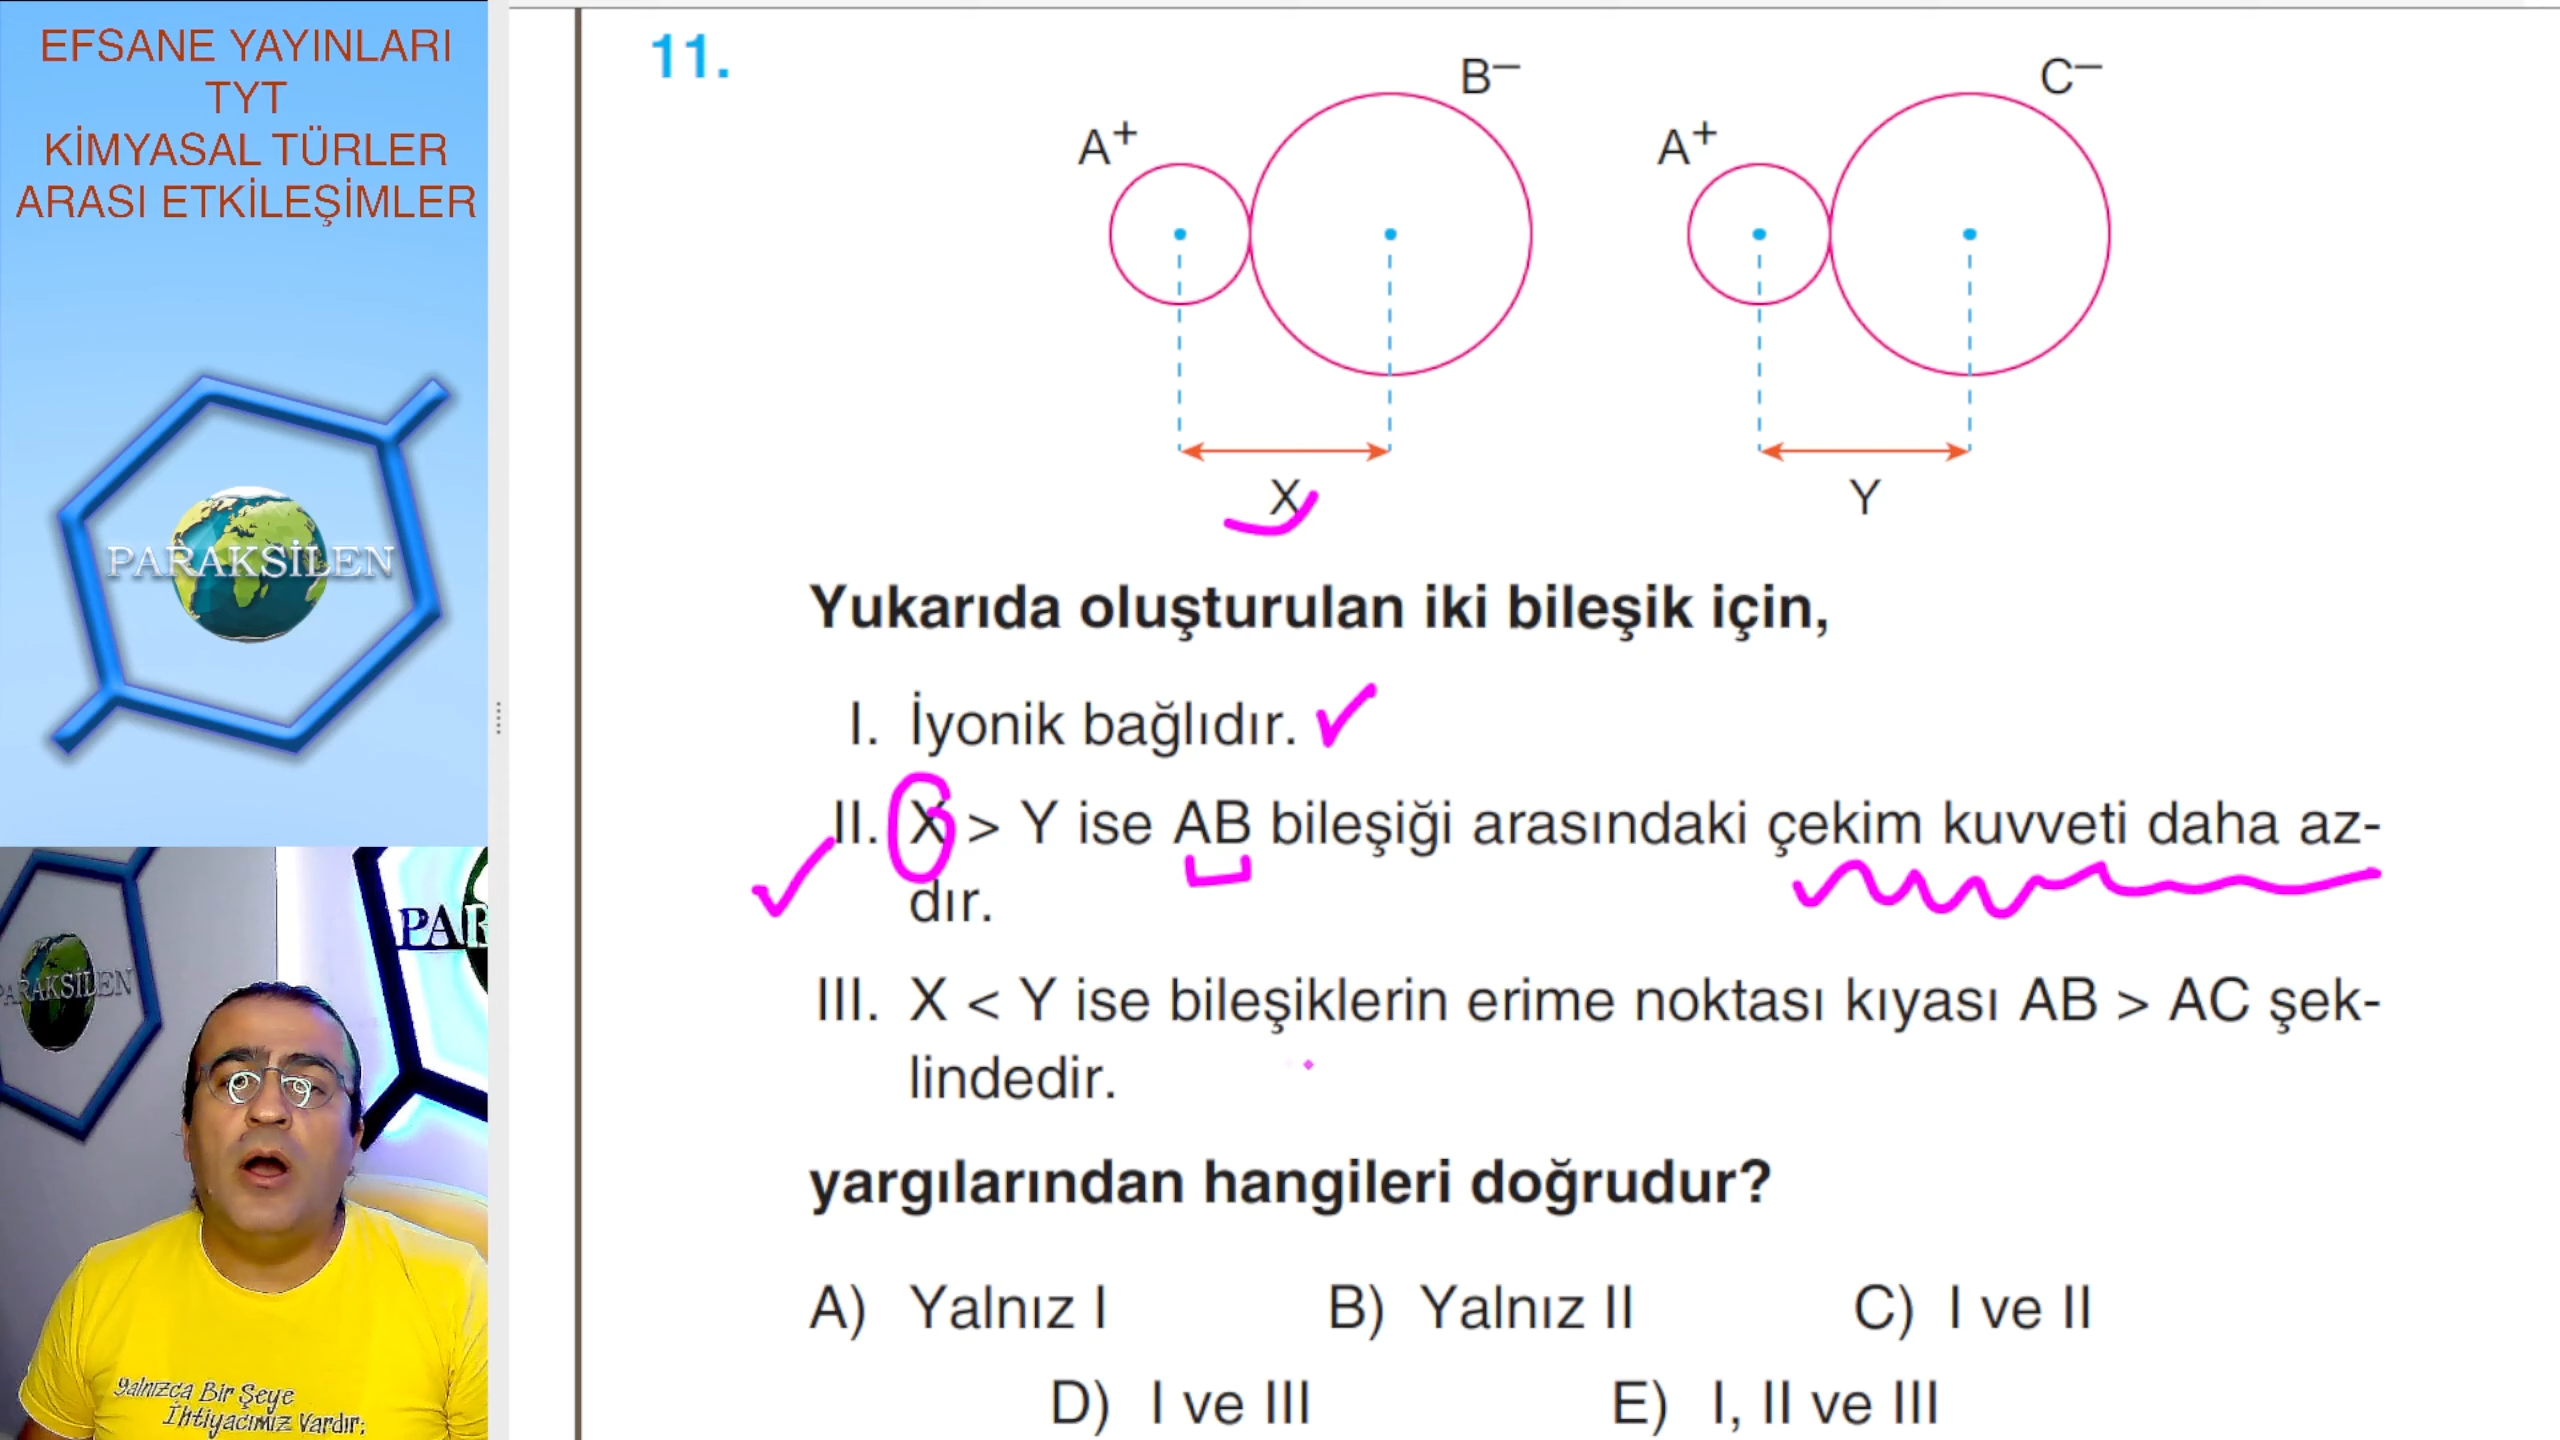 EFSANE YAYINLARI
TYT
KİMYASAL TÜRLER
ARASI ETKİLEŞİMLER
PARAKSİLEN
PARAKSİLEN
PAR
Yalnızca Bir Şeye
İhtiyacımız Vardır;
11.
A+ B− A+ C−
X Y
Yukarıda oluşturulan iki bileşik için,
I. İyonik bağlıdır.
II. X > Y ise AB bileşiği arasındaki çekim kuvveti daha az-
dır.
III. X < Y ise bileşiklerin erime noktası kıyası AB > AC şek-
lindedir.
yargılarından hangileri doğrudur?
A) Yalnız I B) Yalnız II C) I ve II
D) I ve III E) I, II ve III